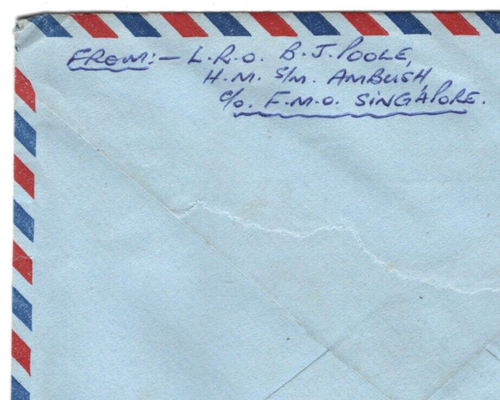 FROM:- L.R.O. B.J. POOLE,
H.M. S/M. AMBUSH,
c/o. F.M.O. SINGAPORE.